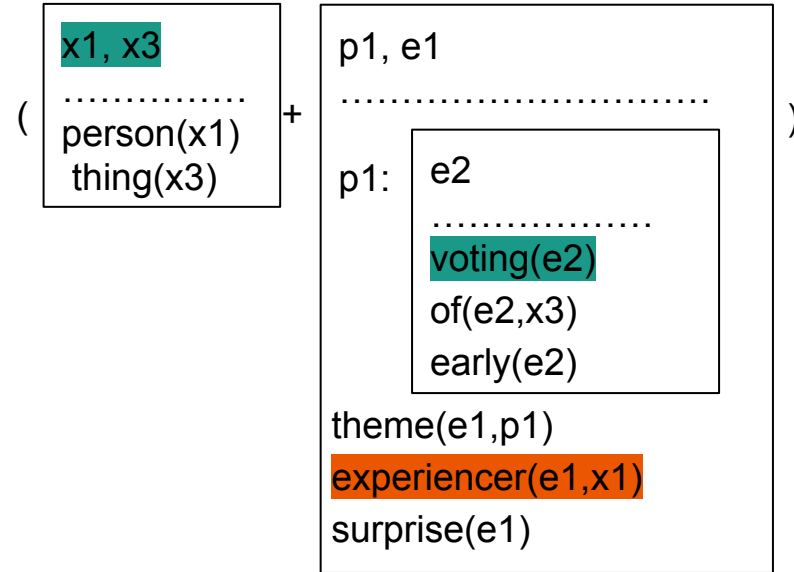 (
x1, x3
……………
person(x1)
thing(x3)
+
p1, e1
…………………………
p1:
e2
………………
voting(e2)
of(e2,x3)
early(e2)
theme(e1,p1)
experiencer(e1,x1)
surprise(e1)
)